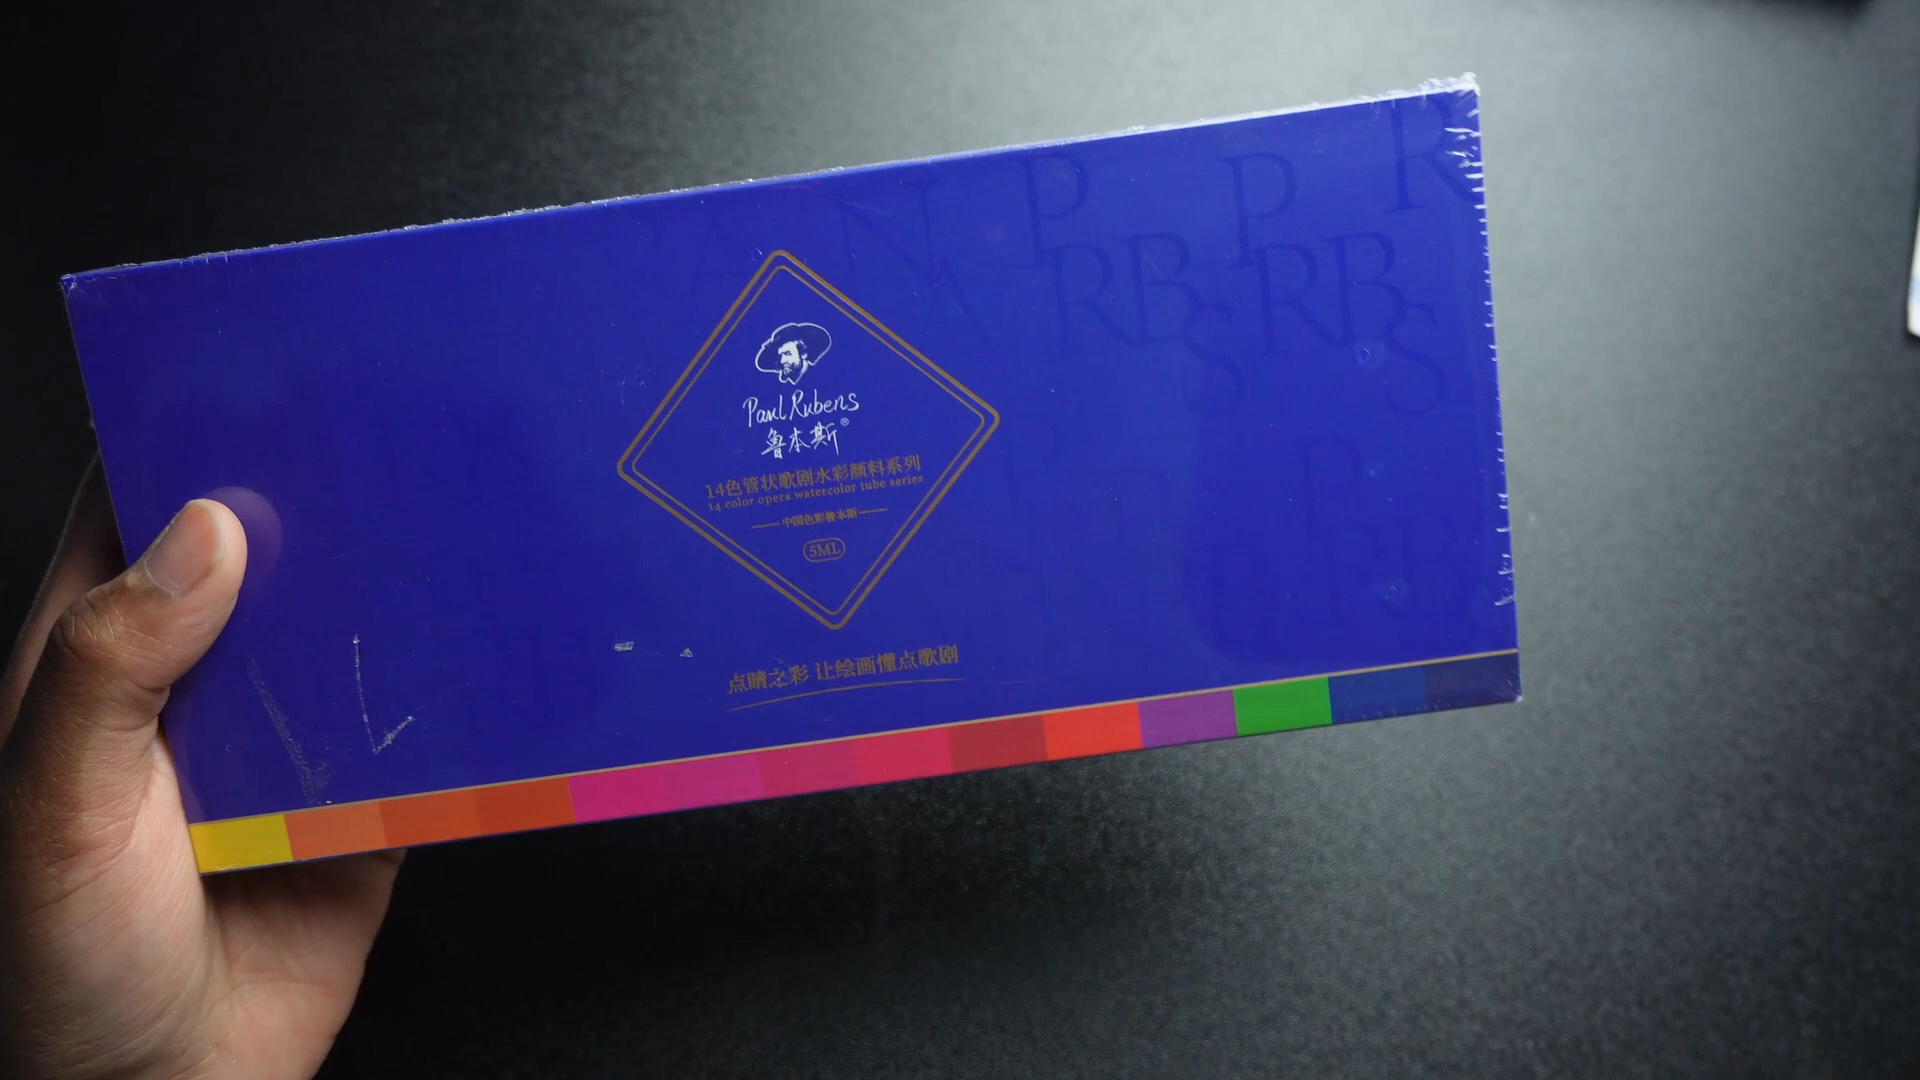 Paul Rubens
鲁本斯®
14色管状歌剧水彩颜料系列
14 color opera watercolor tube series
中国色彩鲁本斯
5ML
点睛之彩 让绘画懂点歌剧